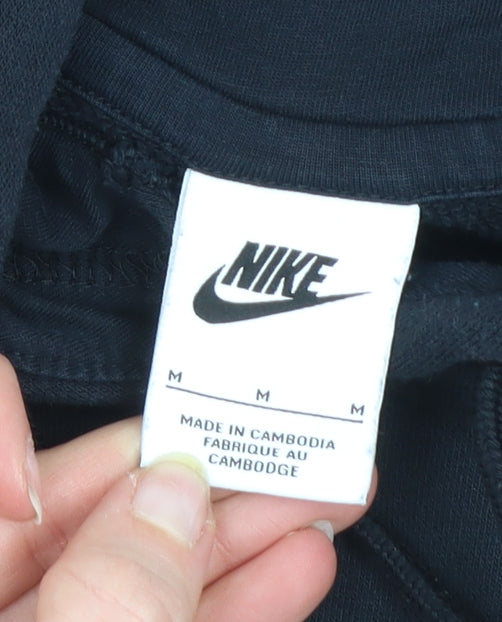 NIKE
M M M
MADE IN CAMBODIA
FABRIQUE AU
CAMBODGE